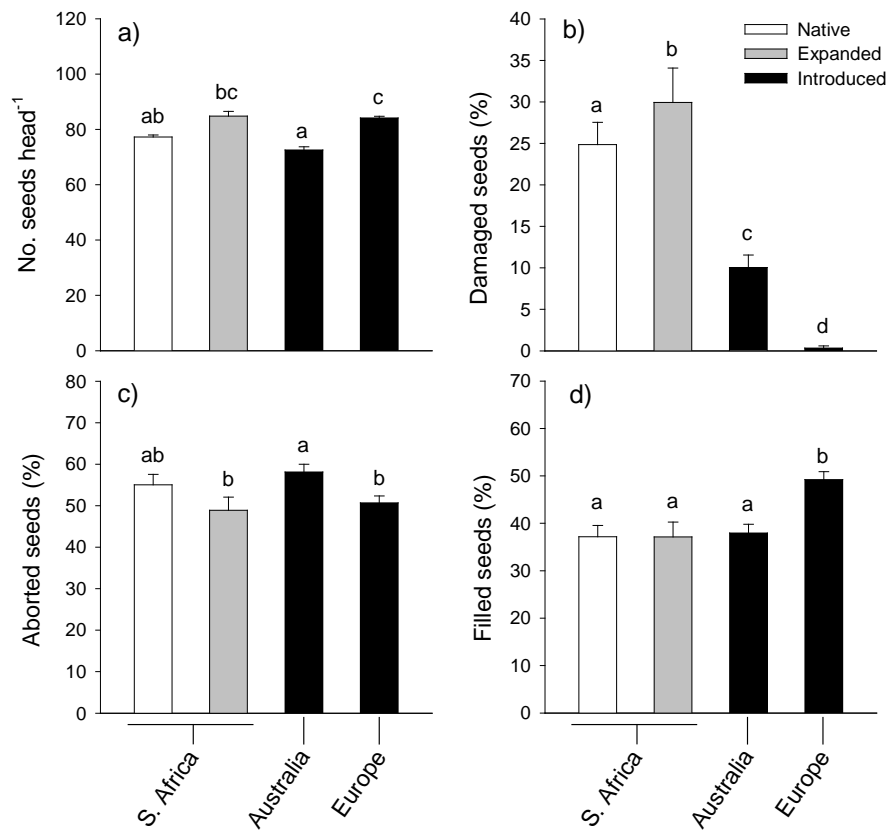 a)
No. seeds head⁻¹
120
100
80
60
40
20
0
ab
bc
a
c
b)
Native
Expanded
Introduced
Damaged seeds (%)
40
35
30
25
20
15
10
5
0
a
b
c
d
c)
Aborted seeds (%)
80
70
60
50
40
30
20
10
0
ab
b
a
b
S. Africa
Australia
Europe
d)
Filled seeds (%)
70
60
50
40
30
20
10
0
a
a
a
b
S. Africa
Australia
Europe